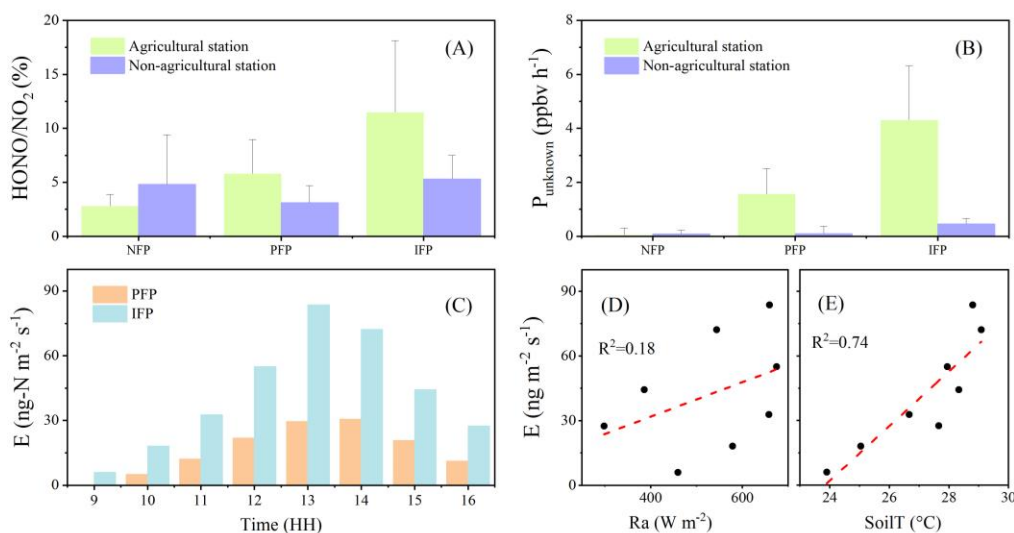 HONO/NO₂ (%)
20
15
10
5
0
Agricultural station
Non-agricultural station
(A)
NFP
PFP
IFP
P_unknown (ppbv h⁻¹)
8
6
4
2
0
Agricultural station
Non-agricultural station
(B)
NFP
PFP
IFP
E (ng-N m⁻² s⁻¹)
90
60
30
0
PFP
IFP
(C)
9
10
11
12
13
14
15
16
Time (HH)
E (ng m⁻² s⁻¹)
90
60
30
0
(D)
R²=0.18
400
600
Ra (W m⁻²)
(E)
R²=0.74
24
26
28
30
SoilT (°C)